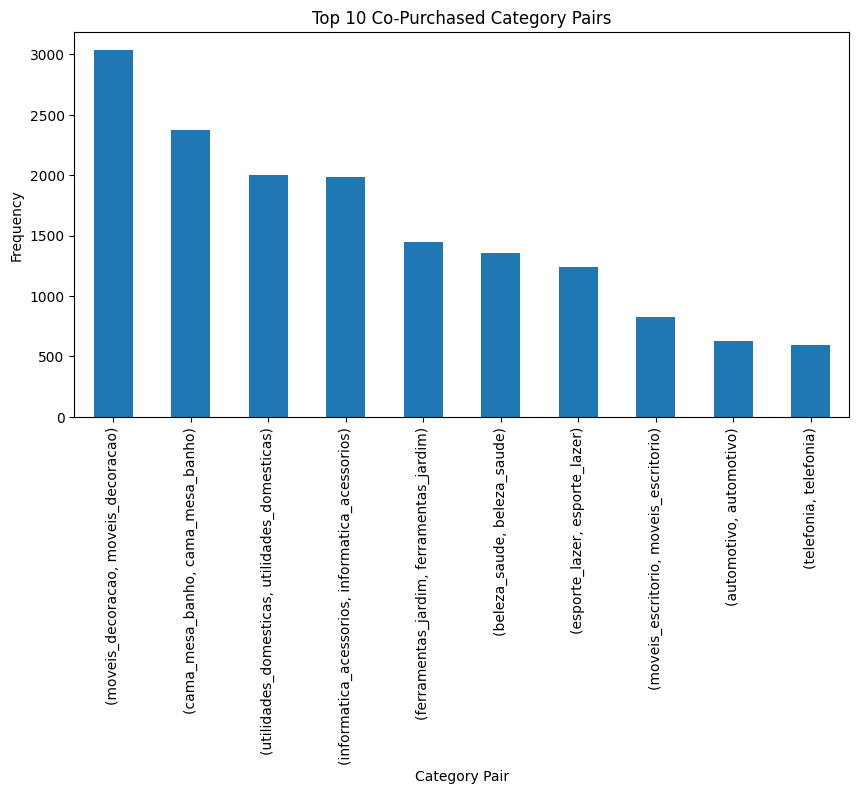 Top 10 Co-Purchased Category Pairs
Frequency
3000
2500
2000
1500
1000
500
0
(moveis_decoracao, moveis_decoracao)
(cama_mesa_banho, cama_mesa_banho)
(utilidades_domesticas, utilidades_domesticas)
(informatica_acessorios, informatica_acessorios)
(ferramentas_jardim, ferramentas_jardim)
(beleza_saude, beleza_saude)
(esporte_lazer, esporte_lazer)
(moveis_escritorio, moveis_escritorio)
(automotivo, automotivo)
(telefonia, telefonia)
Category Pair